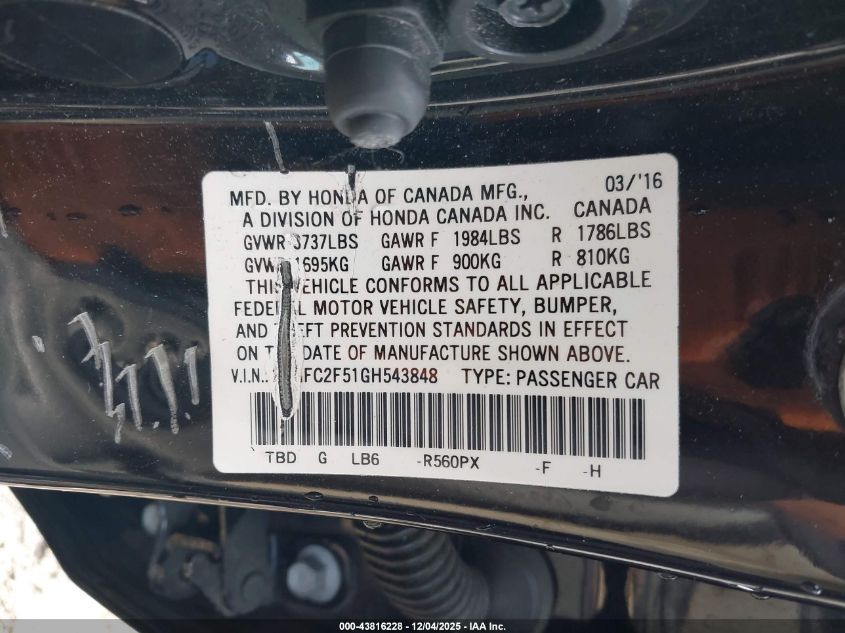 MFD. BY HONDA OF CANADA MFG., 03/'16
A DIVISION OF HONDA CANADA INC. CANADA
GVWR 3737LBS GAWR F 1984LBS R 1786LBS
1695KG GAWR F 900KG R 810KG
VEHICLE CONFORMS TO ALL APPLICABLE
MOTOR VEHICLE SAFETY, BUMPER,
AND PREVENTION STANDARDS IN EFFECT
ON DATE OF MANUFACTURE SHOWN ABOVE.
V.I.N.: FC2F51GH543848 TYPE: PASSENGER CAR
TBD G LB6 -R560PX -F -H
000-43816228 - 12/04/2025 - IAA Inc.